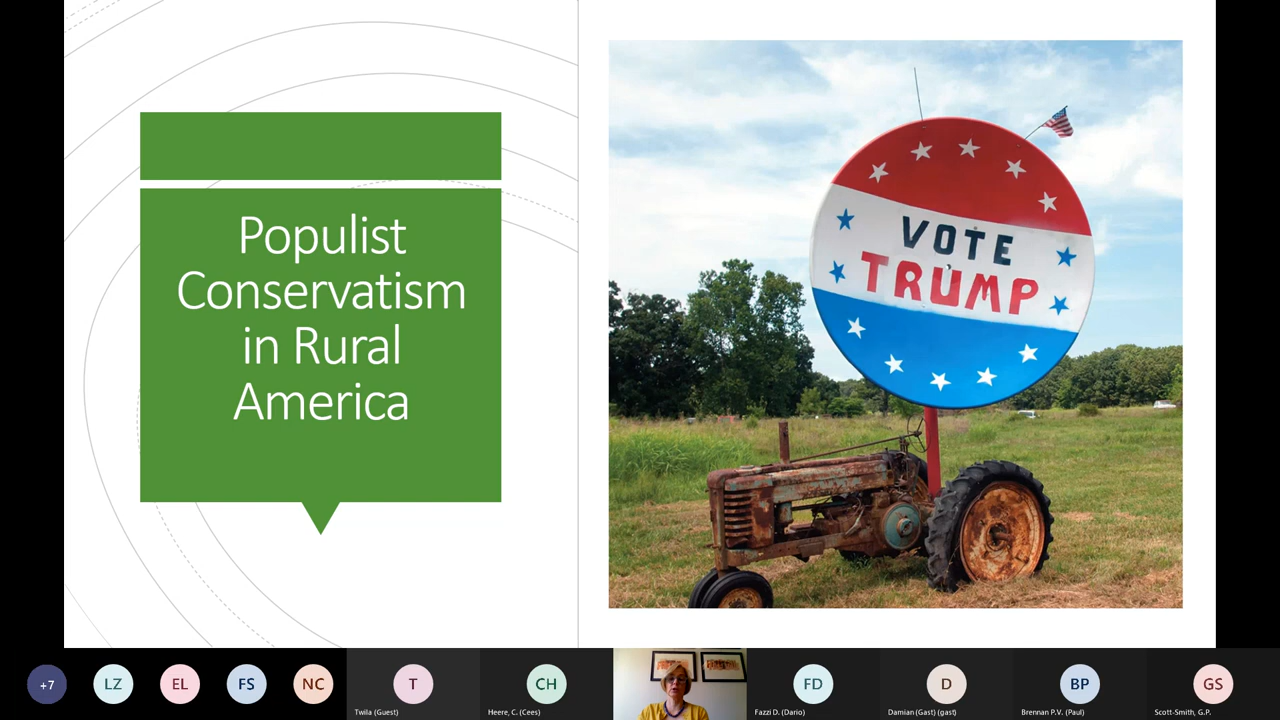 Populist
Conservatism
in Rural
America
VOTE
TRUMP
+7
LZ
EL
FS
NC
T
CH
FD
D
BP
GS
Twila (Guest)
Heere, C. (Cees)
Fazzi D. (Dario)
Damian (Gast) (gast)
Brennan P.V. (Paul)
Scott-Smith, G.P.